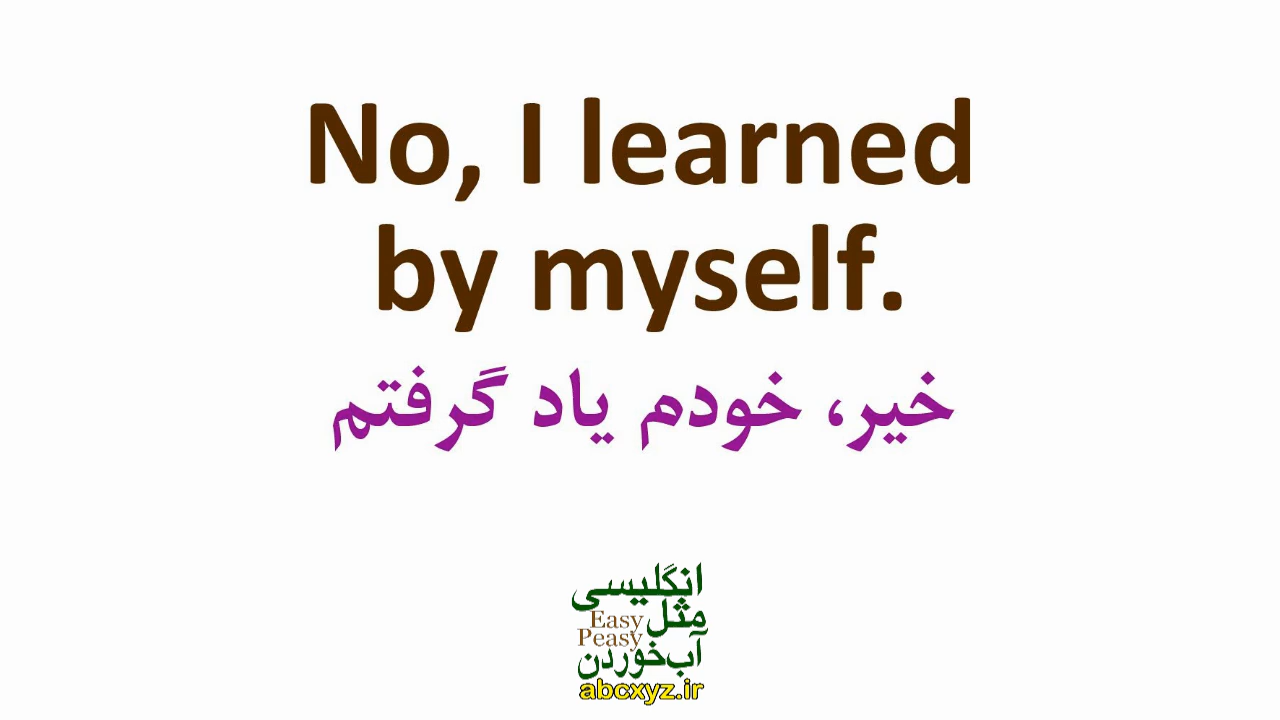 No, I learned
by myself.
خیر، خودم یاد گرفتم
انگلیسی
مثل
Easy
Peasy
آب‌خوردن
abcxyz.ir